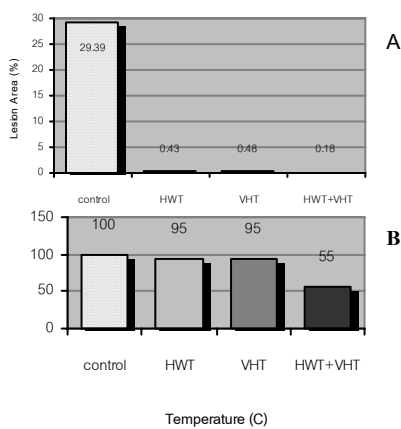 30
25
20
15
10
5
0
Lesion Area (%)
29.39
0.43
0.48
0.18
control HWT VHT HWT+VHT
A
150
100
50
0
100 95 95 55
control HWT VHT HWT+VHT
B
Temperature (C)